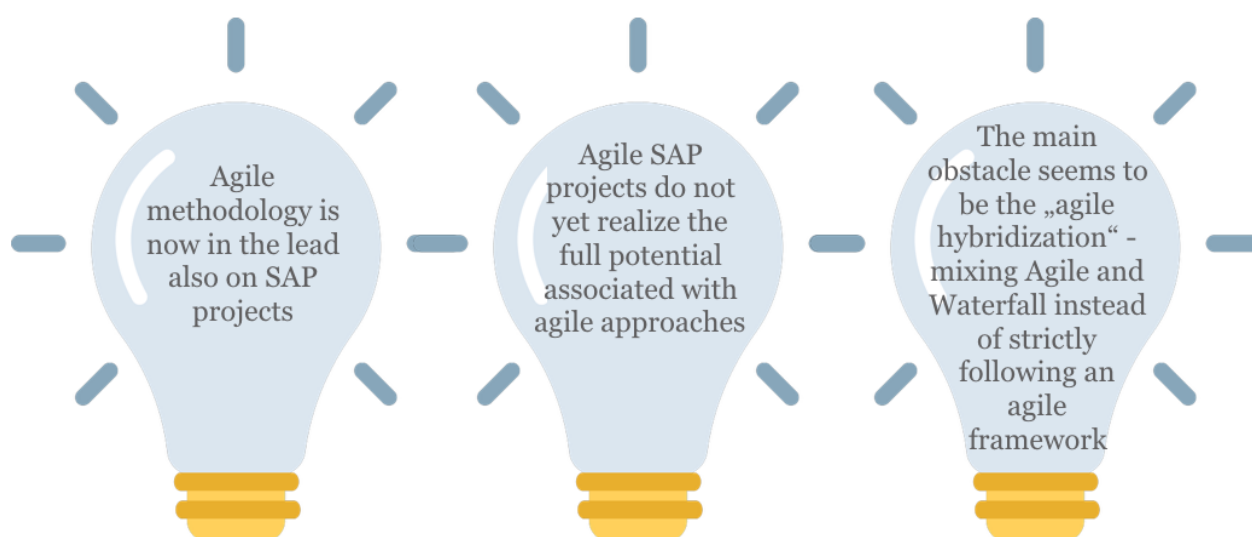 Agile
methodology is
now in the lead
also on SAP
projects
Agile SAP
projects do not
yet realize the
full potential
associated with
agile approaches
The main
obstacle seems to
be the „agile
hybridization“ -
mixing Agile and
Waterfall instead
of strictly
following an
agile
framework